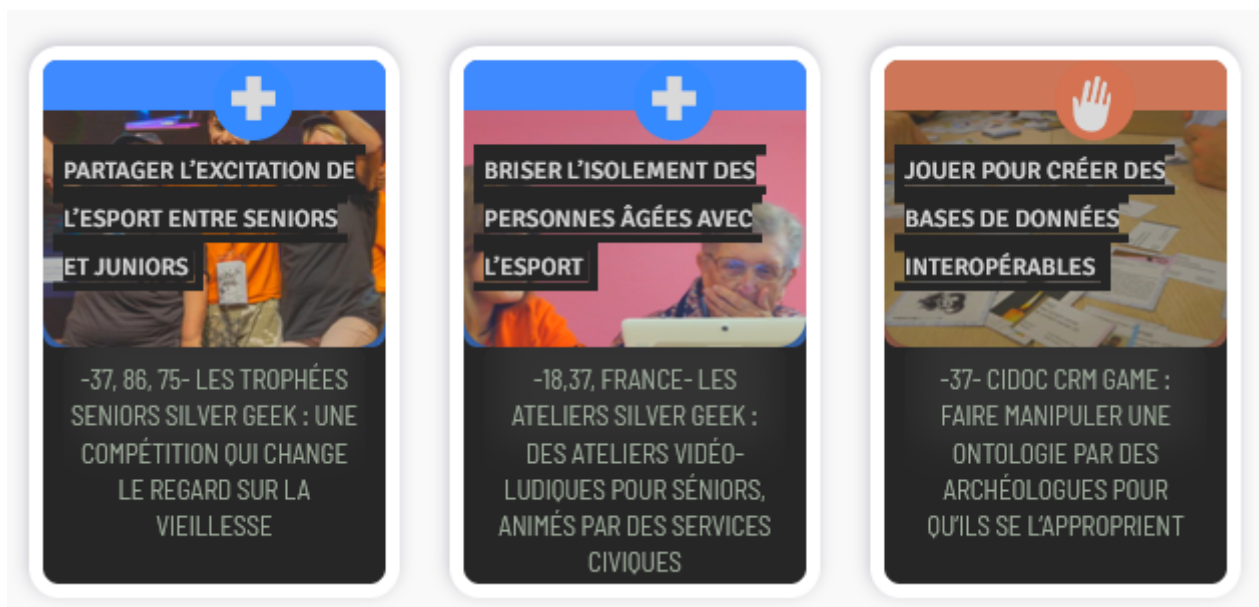 PARTAGER L'EXCITATION DE
L'ESPORT ENTRE SENIORS
ET JUNIORS
-37, 86, 75- LES TROPHÉES
SENIORS SILVER GEEK : UNE
COMPÉTITION QUI CHANGE
LE REGARD SUR LA
VIEILLESSE
BRISER L'ISOLEMENT DES
PERSONNES ÂGÉES AVEC
L'ESPORT
-18,37, FRANCE- LES
ATELIERS SILVER GEEK :
DES ATELIERS VIDÉO-
LUDIQUES POUR SÉNIORS,
ANIMÉS PAR DES SERVICES
CIVIQUES
JOUER POUR CRÉER DES
BASES DE DONNÉES
INTEROPÉRABLES
-37- CIDOC CRM GAME :
FAIRE MANIPULER UNE
ONTOLOGIE PAR DES
ARCHÉOLOGUES POUR
QU'ILS SE L'APPROPRIENT